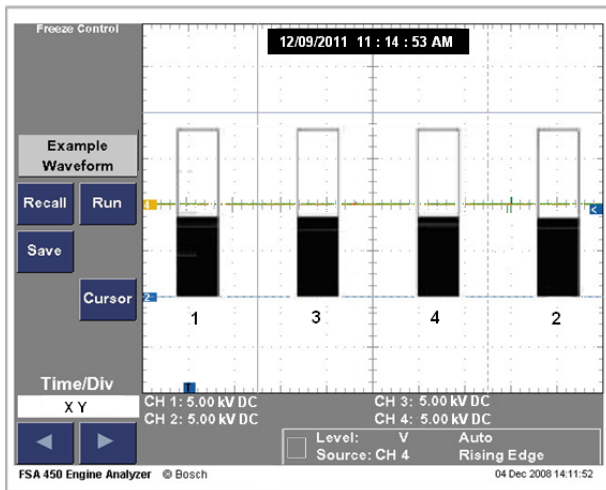 Freeze Control
12/09/2011 11 : 14 : 53 AM
Example
Waveform
Recall Run
4
<
Save
Cursor
2
1 3 4 2
Time/Div
X Y
T
CH 1: 5.00 kV DC CH 3: 5.00 kV DC
CH 2: 5.00 kV DC CH 4: 5.00 kV DC
Level: V Auto
Source: CH 4 Rising Edge
FSA 450 Engine Analyzer © Bosch 04 Dec 2008 14:11:52